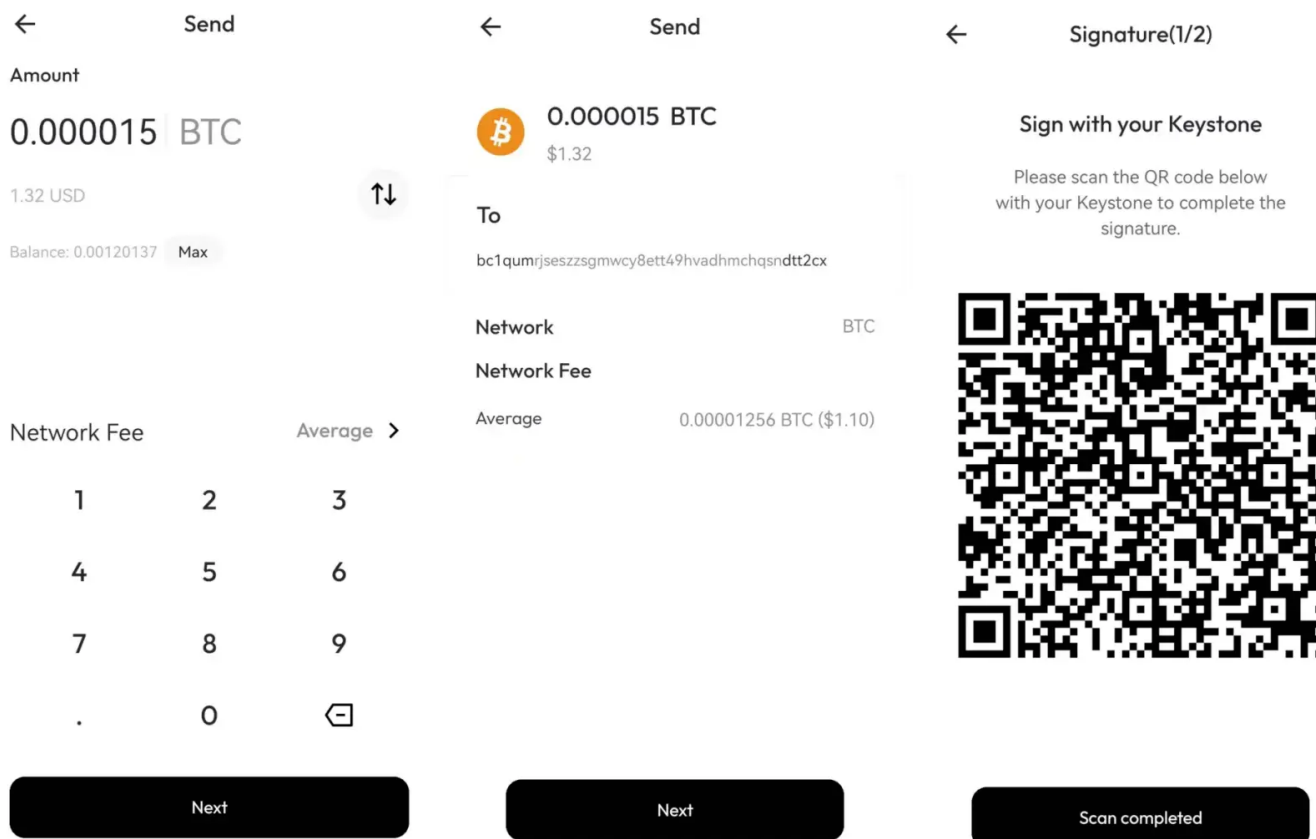 Send
Amount
0.000015 BTC
1.32 USD
Balance: 0.00120137 Max
Network Fee Average
1 2 3
4 5 6
7 8 9
. 0
Next
Send
0.000015 BTC
$1.32
To
bc1qumrjseszzsgmwcy8ett49hvadhmchqsndtt2cx
Network BTC
Network Fee
Average 0.00001256 BTC ($1.10)
Next
Signature(1/2)
Sign with your Keystone
Please scan the QR code below
with your Keystone to complete the
signature.
Scan completed